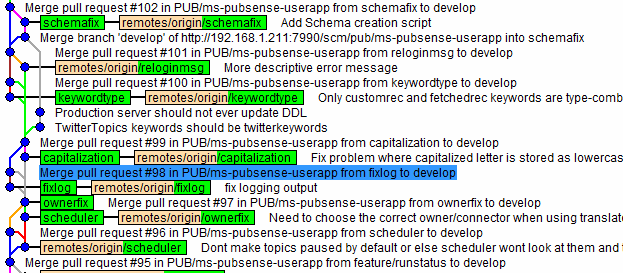 Merge pull request #102 in PUB/ms-pubsense-userapp from schemafix to develop
schemafix remotes/origin/schemafix Add Schema creation script
Merge branch 'develop' of http://192.168.1.211:7990/scm/pub/ms-pubsense-userapp into schemafix
Merge pull request #101 in PUB/ms-pubsense-userapp from reloginmsg to develop
remotes/origin/reloginmsg More descriptive error message
Merge pull request #100 in PUB/ms-pubsense-userapp from keywordtype to develop
keywordtype remotes/origin/keywordtype Only customrec and fetchedrec keywords are type-comb
Production server should not ever update DDL
TwitterTopics keywords should be twitterkeywords
Merge pull request #99 in PUB/ms-pubsense-userapp from capitalization to develop
capitalization remotes/origin/capitalization Fix problem where capitalized letter is stored as lowercas
Merge pull request #98 in PUB/ms-pubsense-userapp from fixlog to develop
fixlog remotes/origin/fixlog fix logging output
ownerfix Merge pull request #97 in PUB/ms-pubsense-userapp from ownerfix to develop
scheduler remotes/origin/ownerfix Need to choose the correct owner/connector when using translate
Merge pull request #96 in PUB/ms-pubsense-userapp from scheduler to develop
remotes/origin/scheduler Dont make topics paused by default or else scheduler wont look at them and t
Merge pull request #95 in PUB/ms-pubsense-userapp from feature/runstatus to develop